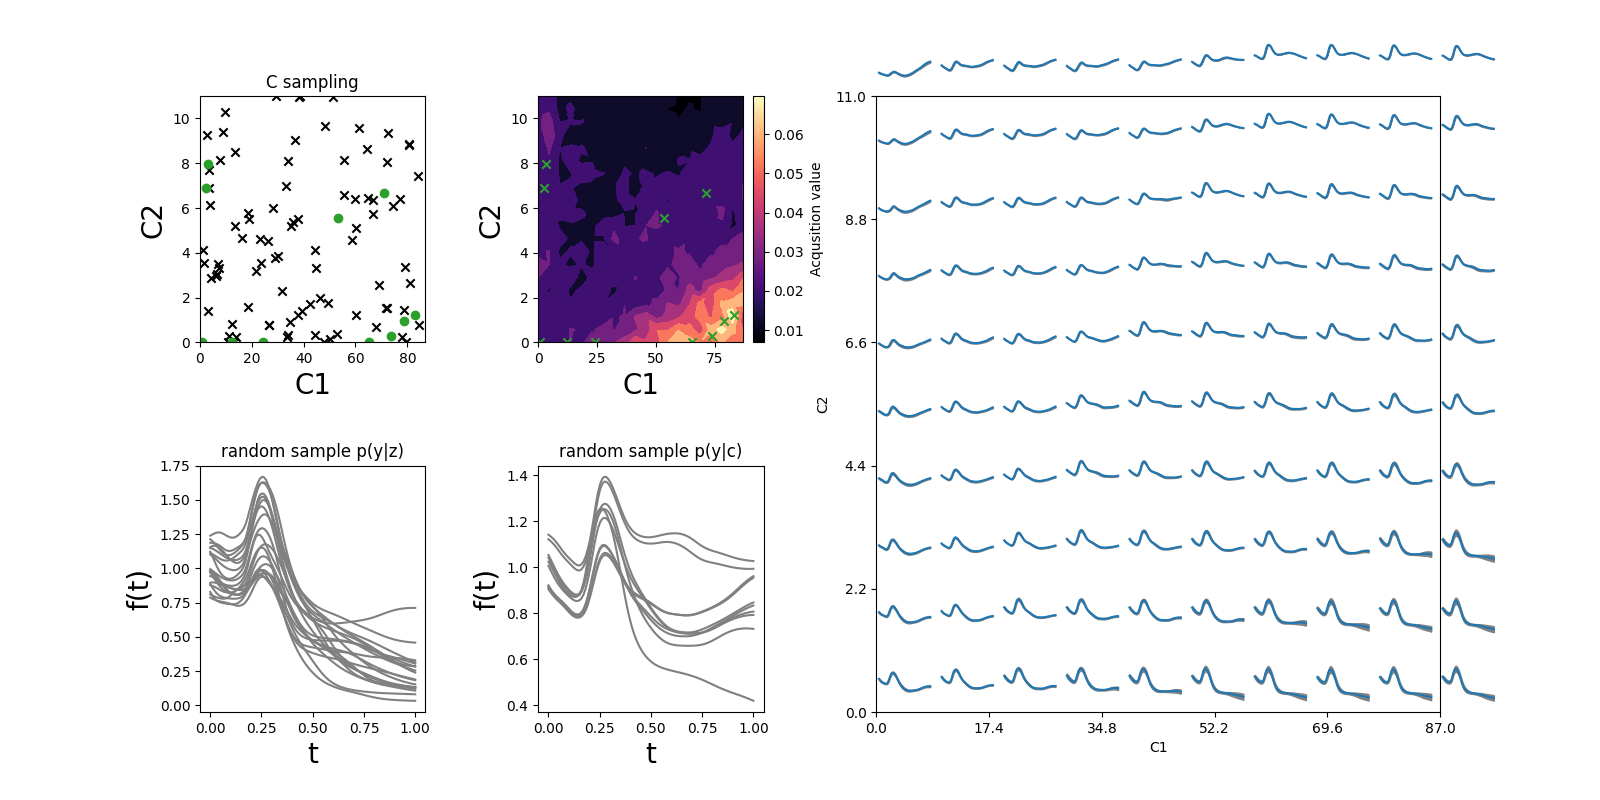 C sampling
C2
10
8
6
4
2
0
0 20 40 60 80
C1
C2
10
8
6
4
2
0
0 25 50 75
C1
0.06
0.05
0.04
0.03
0.02
0.01
Acqusition value
random sample p(y|z)
f(t)
1.75
1.50
1.25
1.00
0.75
0.50
0.25
0.00
0.00 0.25 0.50 0.75 1.00
t
random sample p(y|c)
f(t)
1.4
1.2
1.0
0.8
0.6
0.4
0.00 0.25 0.50 0.75 1.00
t
C2
11.0
8.8
6.6
4.4
2.2
0.0
0.0 17.4 34.8 52.2 69.6 87.0
C1